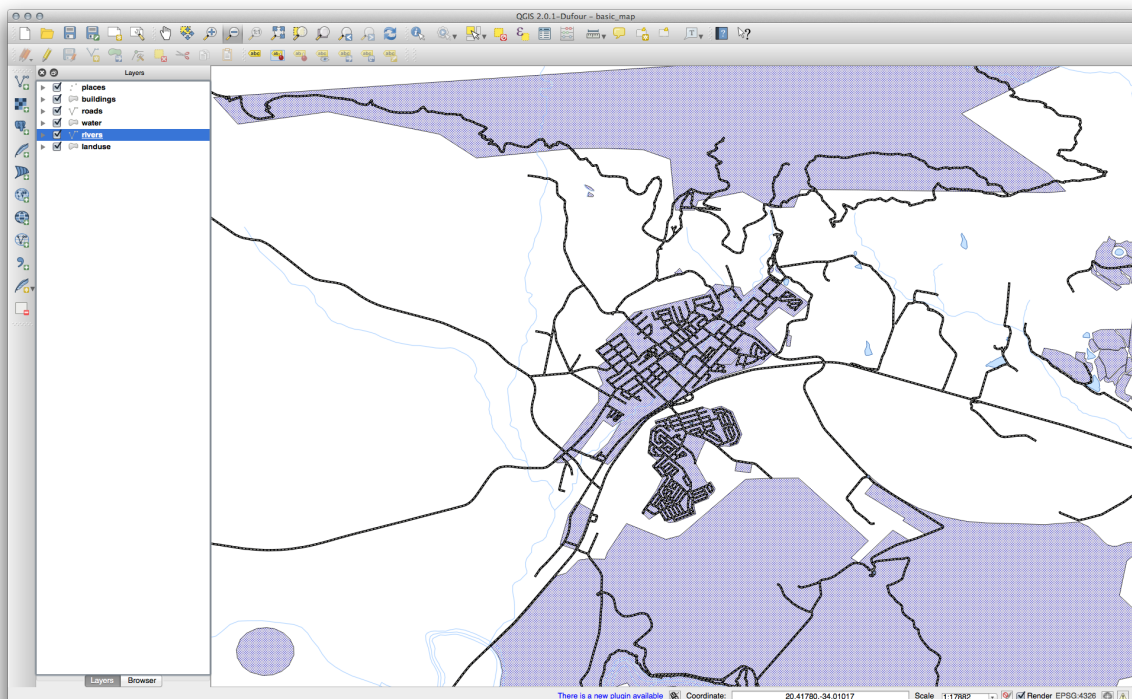 QGIS 2.0.1-Dufour - basic_map
Layers
places
buildings
roads
water
rivers
landuse
Layers
Browser
There is a new plugin available
Coordinate:
20.41780,-34.01017
Scale
1:17882
Render
EPSG:4326